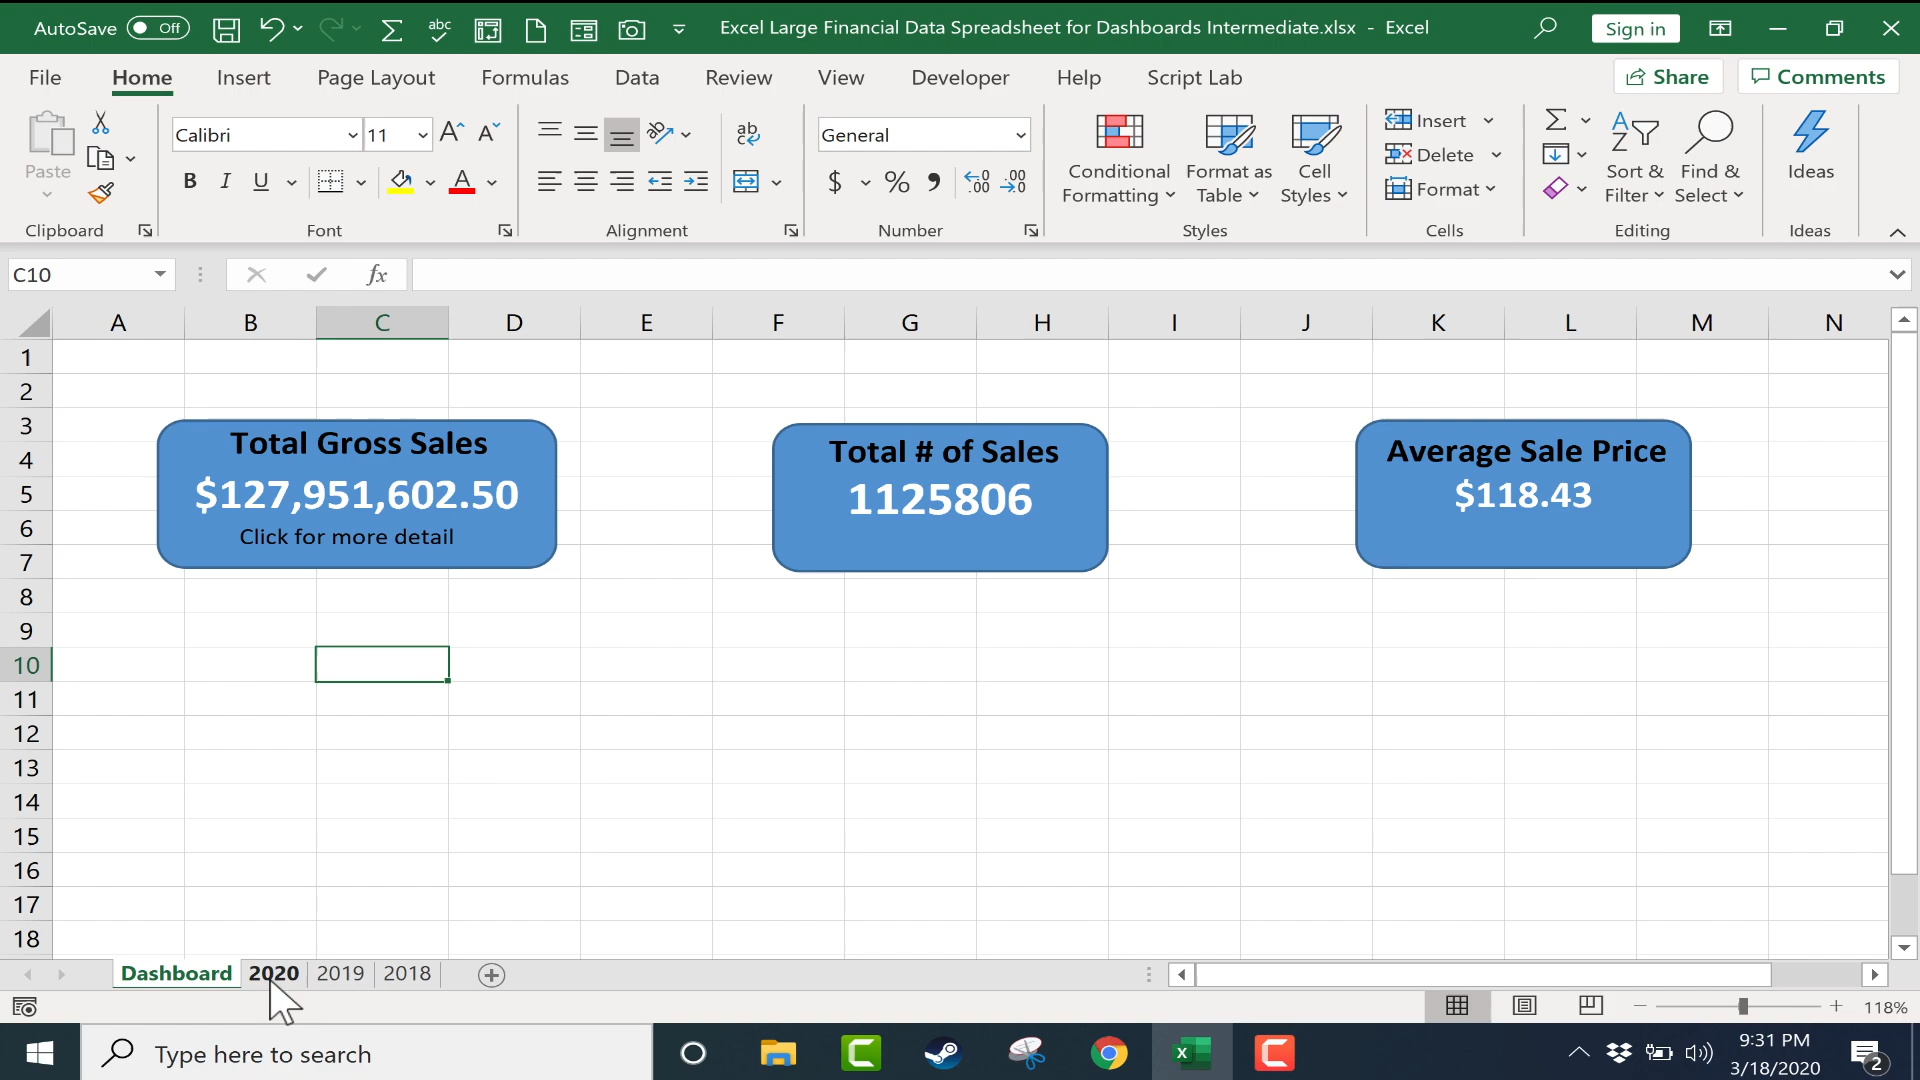 AutoSave Off abc Excel Large Financial Data Spreadsheet for Dashboards Intermediate.xlsx - Excel Sign in
File Home Insert Page Layout Formulas Data Review View Developer Help Script Lab Share Comments
Paste
Calibri 11 A A
B I U A
ab
General
$ % , .00 .00
Conditional Formatting
Format as Table
Cell Styles
Insert
Delete
Format
Sort & Filter
Find & Select
Ideas
Clipboard Font Alignment Number Styles Cells Editing Ideas
C10 fx
A B C D E F G H I J K L M N
1
2
3
4
5
6
7
8
9
10
11
12
13
14
15
16
17
18
Total Gross Sales
$127,951,602.50
Click for more detail
Total # of Sales
1125806
Average Sale Price
$118.43
Dashboard 2020 2019 2018
118%
Type here to search
9:31 PM
3/18/2020
2